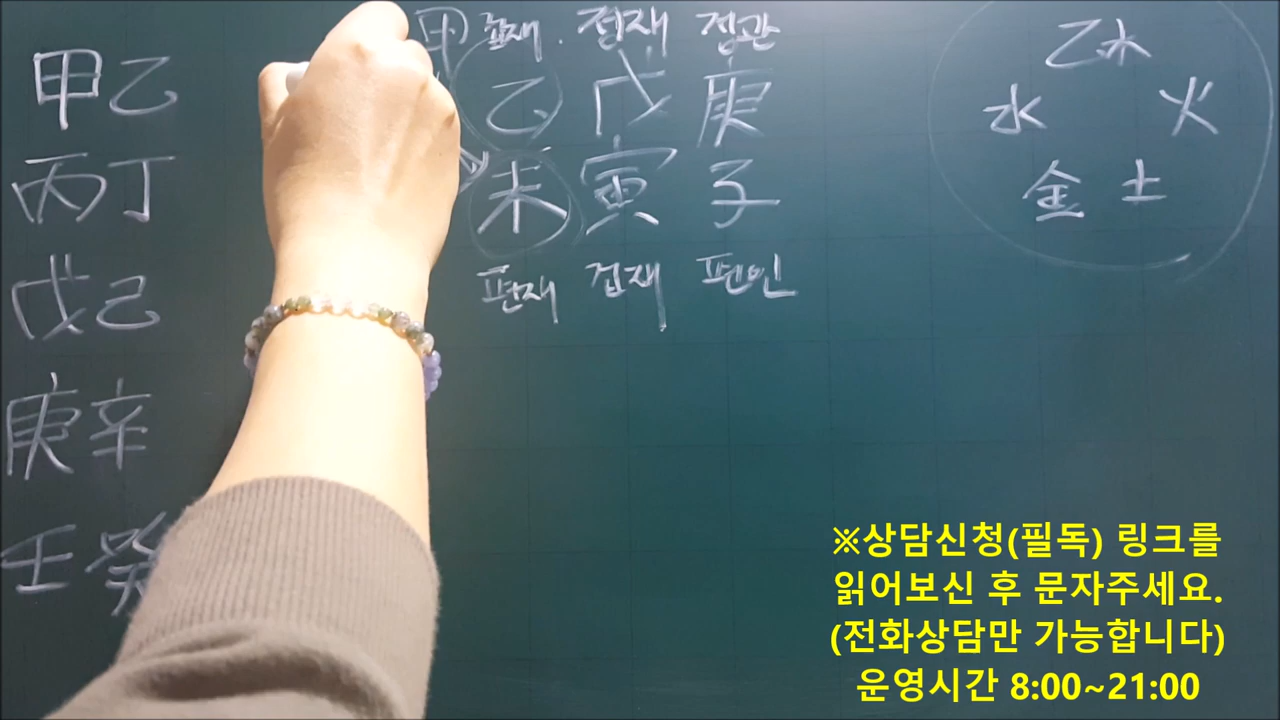 甲 겁재. 정재 정관
甲乙 乙戊庚
丙丁 未寅子
戊己 편재 겁재 편인
庚辛
壬癸
乙木
水 火
金 土
※상담신청(필독) 링크를
읽어보신 후 문자주세요.
(전화상담만 가능합니다)
운영시간 8:00~21:00